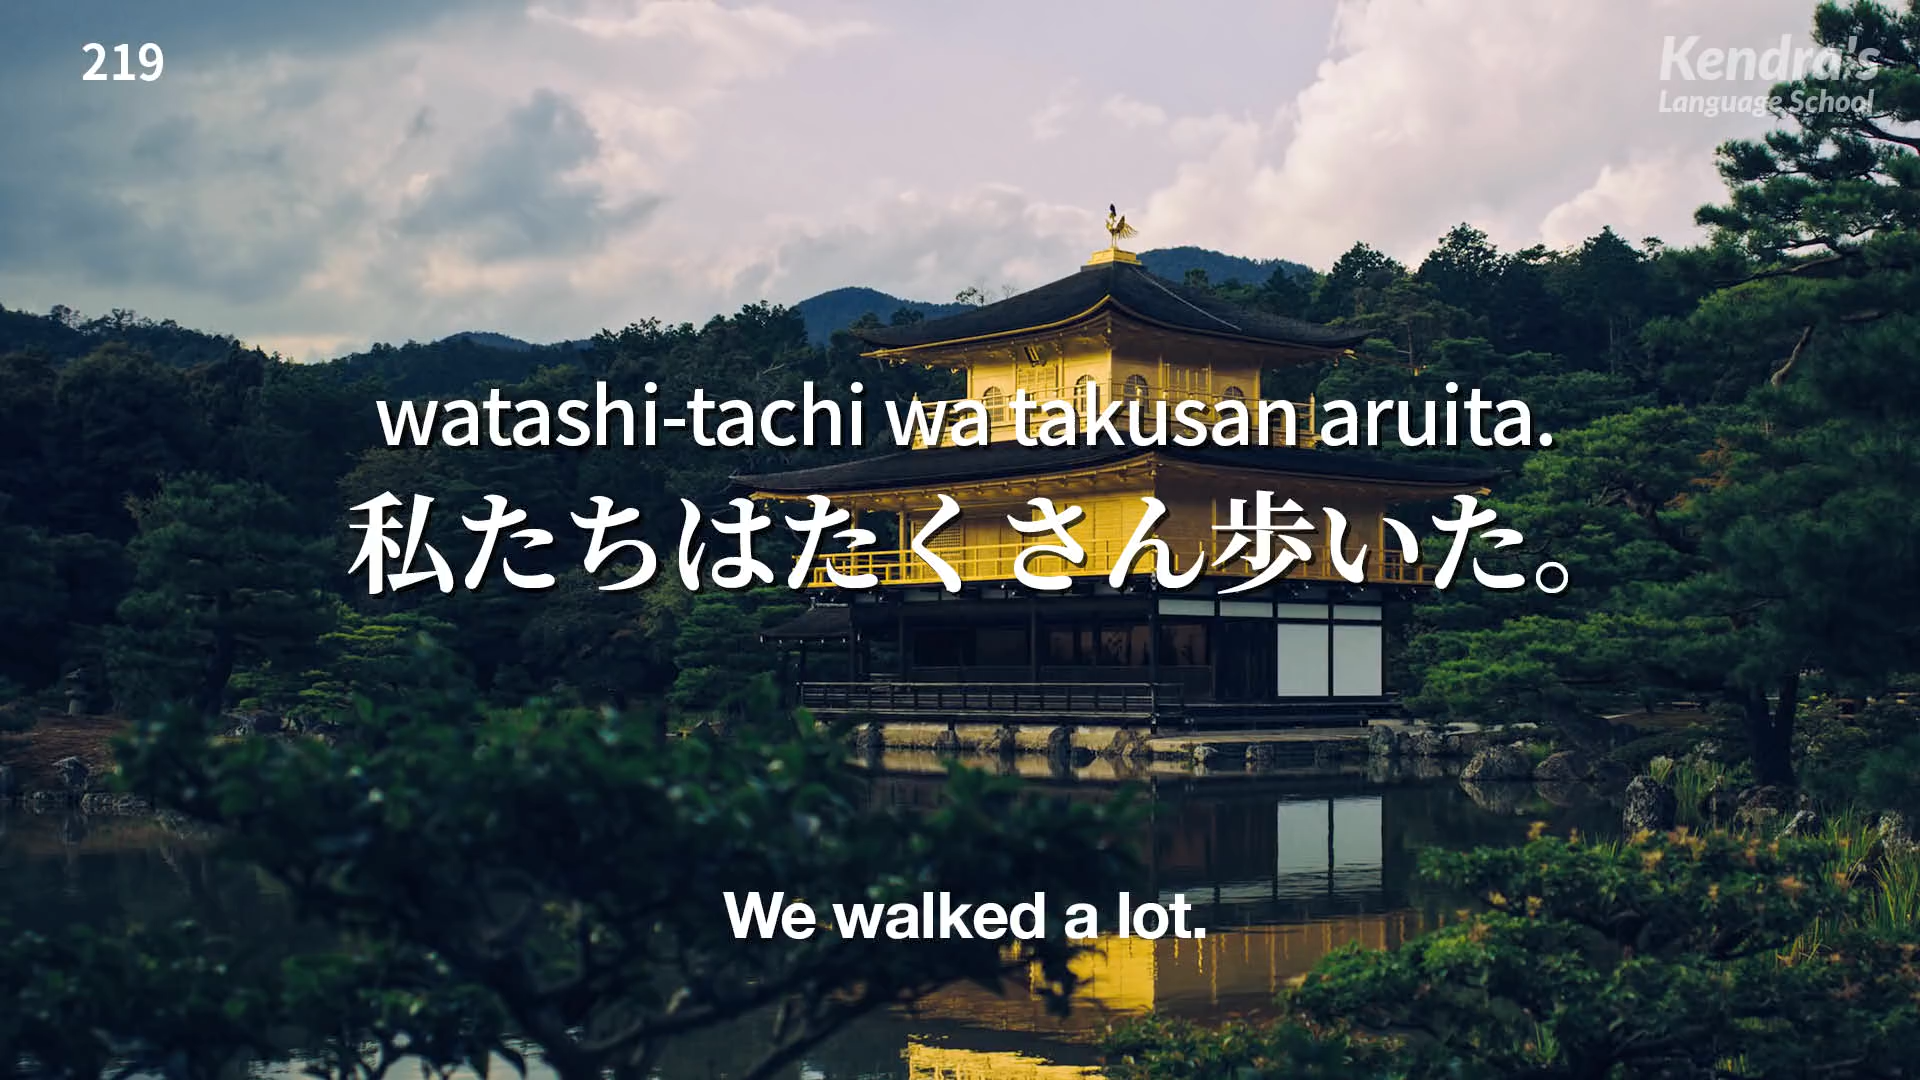 219
Kendra's
Language School
watashi-tachi wa takusan aruita.
私たちはたくさん歩いた。
We walked a lot.